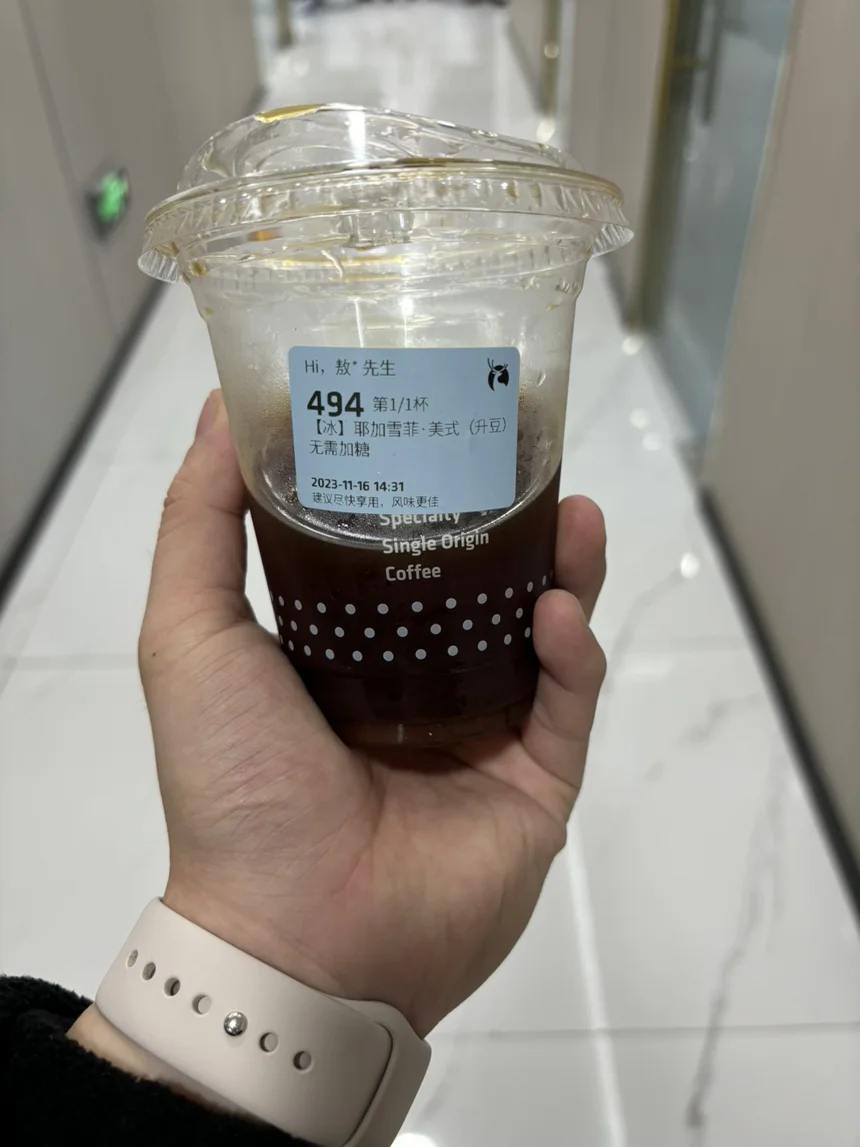 Hi，敖*先生
494 第1/1杯
【冰】耶加雪菲·美式（升豆）
无需加糖
2023-11-16 14:31
建议尽快享用，风味更佳
Specialty
Single Origin
Coffee